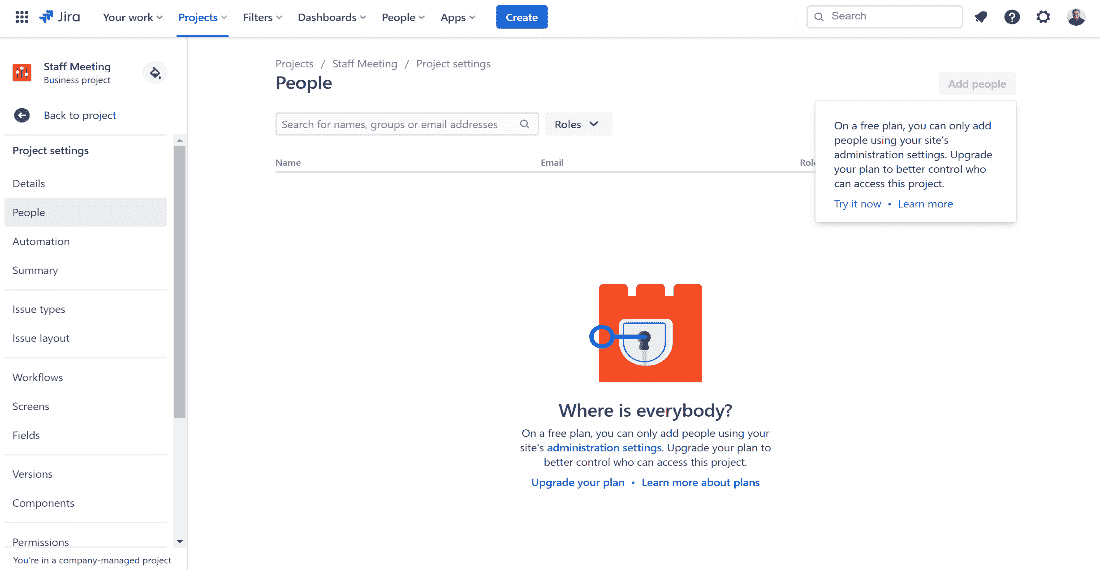 Jira Your work Projects Filters Dashboards People Apps Create Search
Staff Meeting
Business project
Back to project
Project settings
Details
People
Automation
Summary
Issue types
Issue layout
Workflows
Screens
Fields
Versions
Components
Permissions
You're in a company-managed project
Projects / Staff Meeting / Project settings
People
Add people
Search for names, groups or email addresses Roles
Name Email
On a free plan, you can only add
people using your site's
administration settings. Upgrade
your plan to better control who
can access this project.
Try it now • Learn more
Where is everybody?
On a free plan, you can only add people using your
site's administration settings. Upgrade your plan to
better control who can access this project.
Upgrade your plan • Learn more about plans